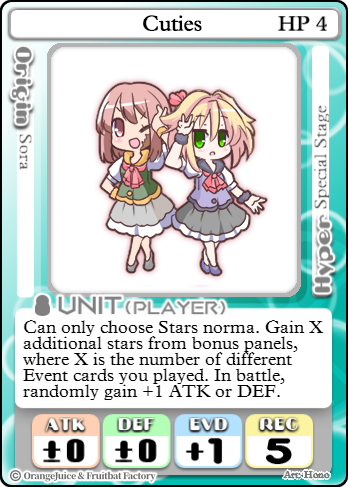 Cuties HP 4
Origin Sora
Hyper Special Stage
UNIT (PLAYER)
Can only choose Stars norma. Gain X
additional stars from bonus panels,
where X is the number of different
Event cards you played. In battle,
randomly gain +1 ATK or DEF.
ATK DEF EVD REC
±0 ±0 +1 5
© OrangeJuice & Fruitbat Factory Art: Hono